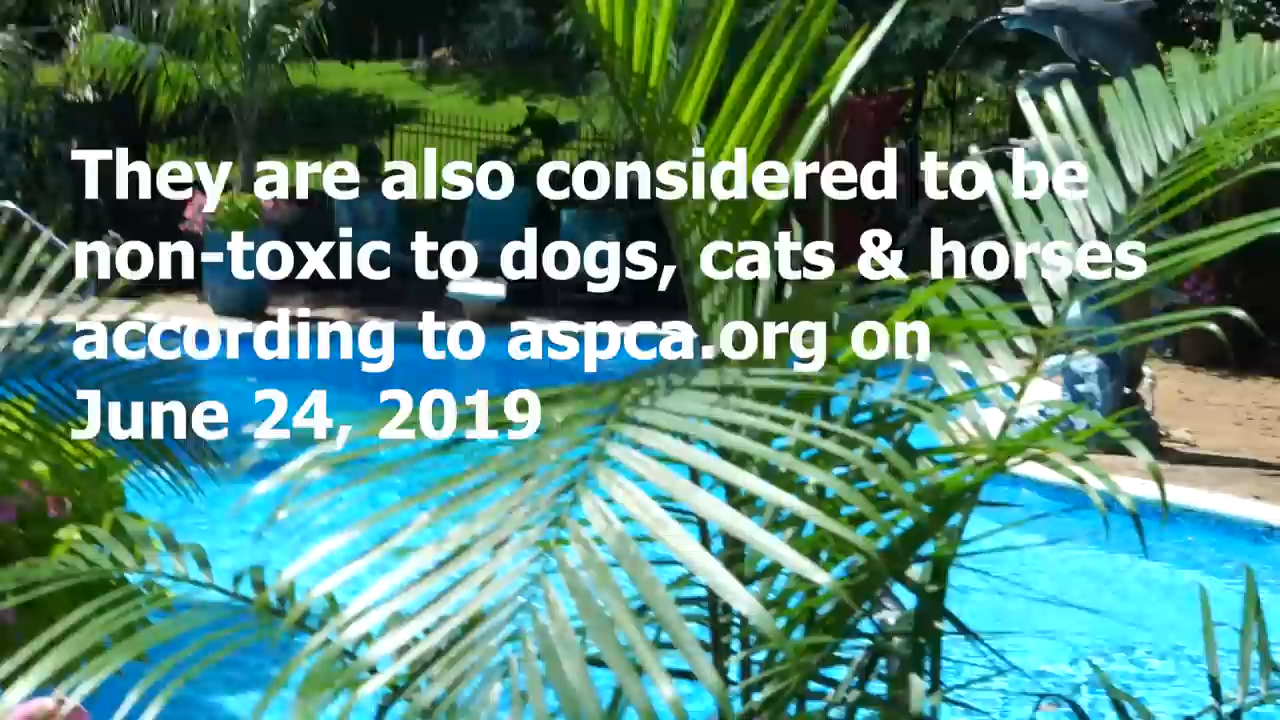 They are also considered to be
non-toxic to dogs, cats & horses
according to aspca.org on
June 24, 2019